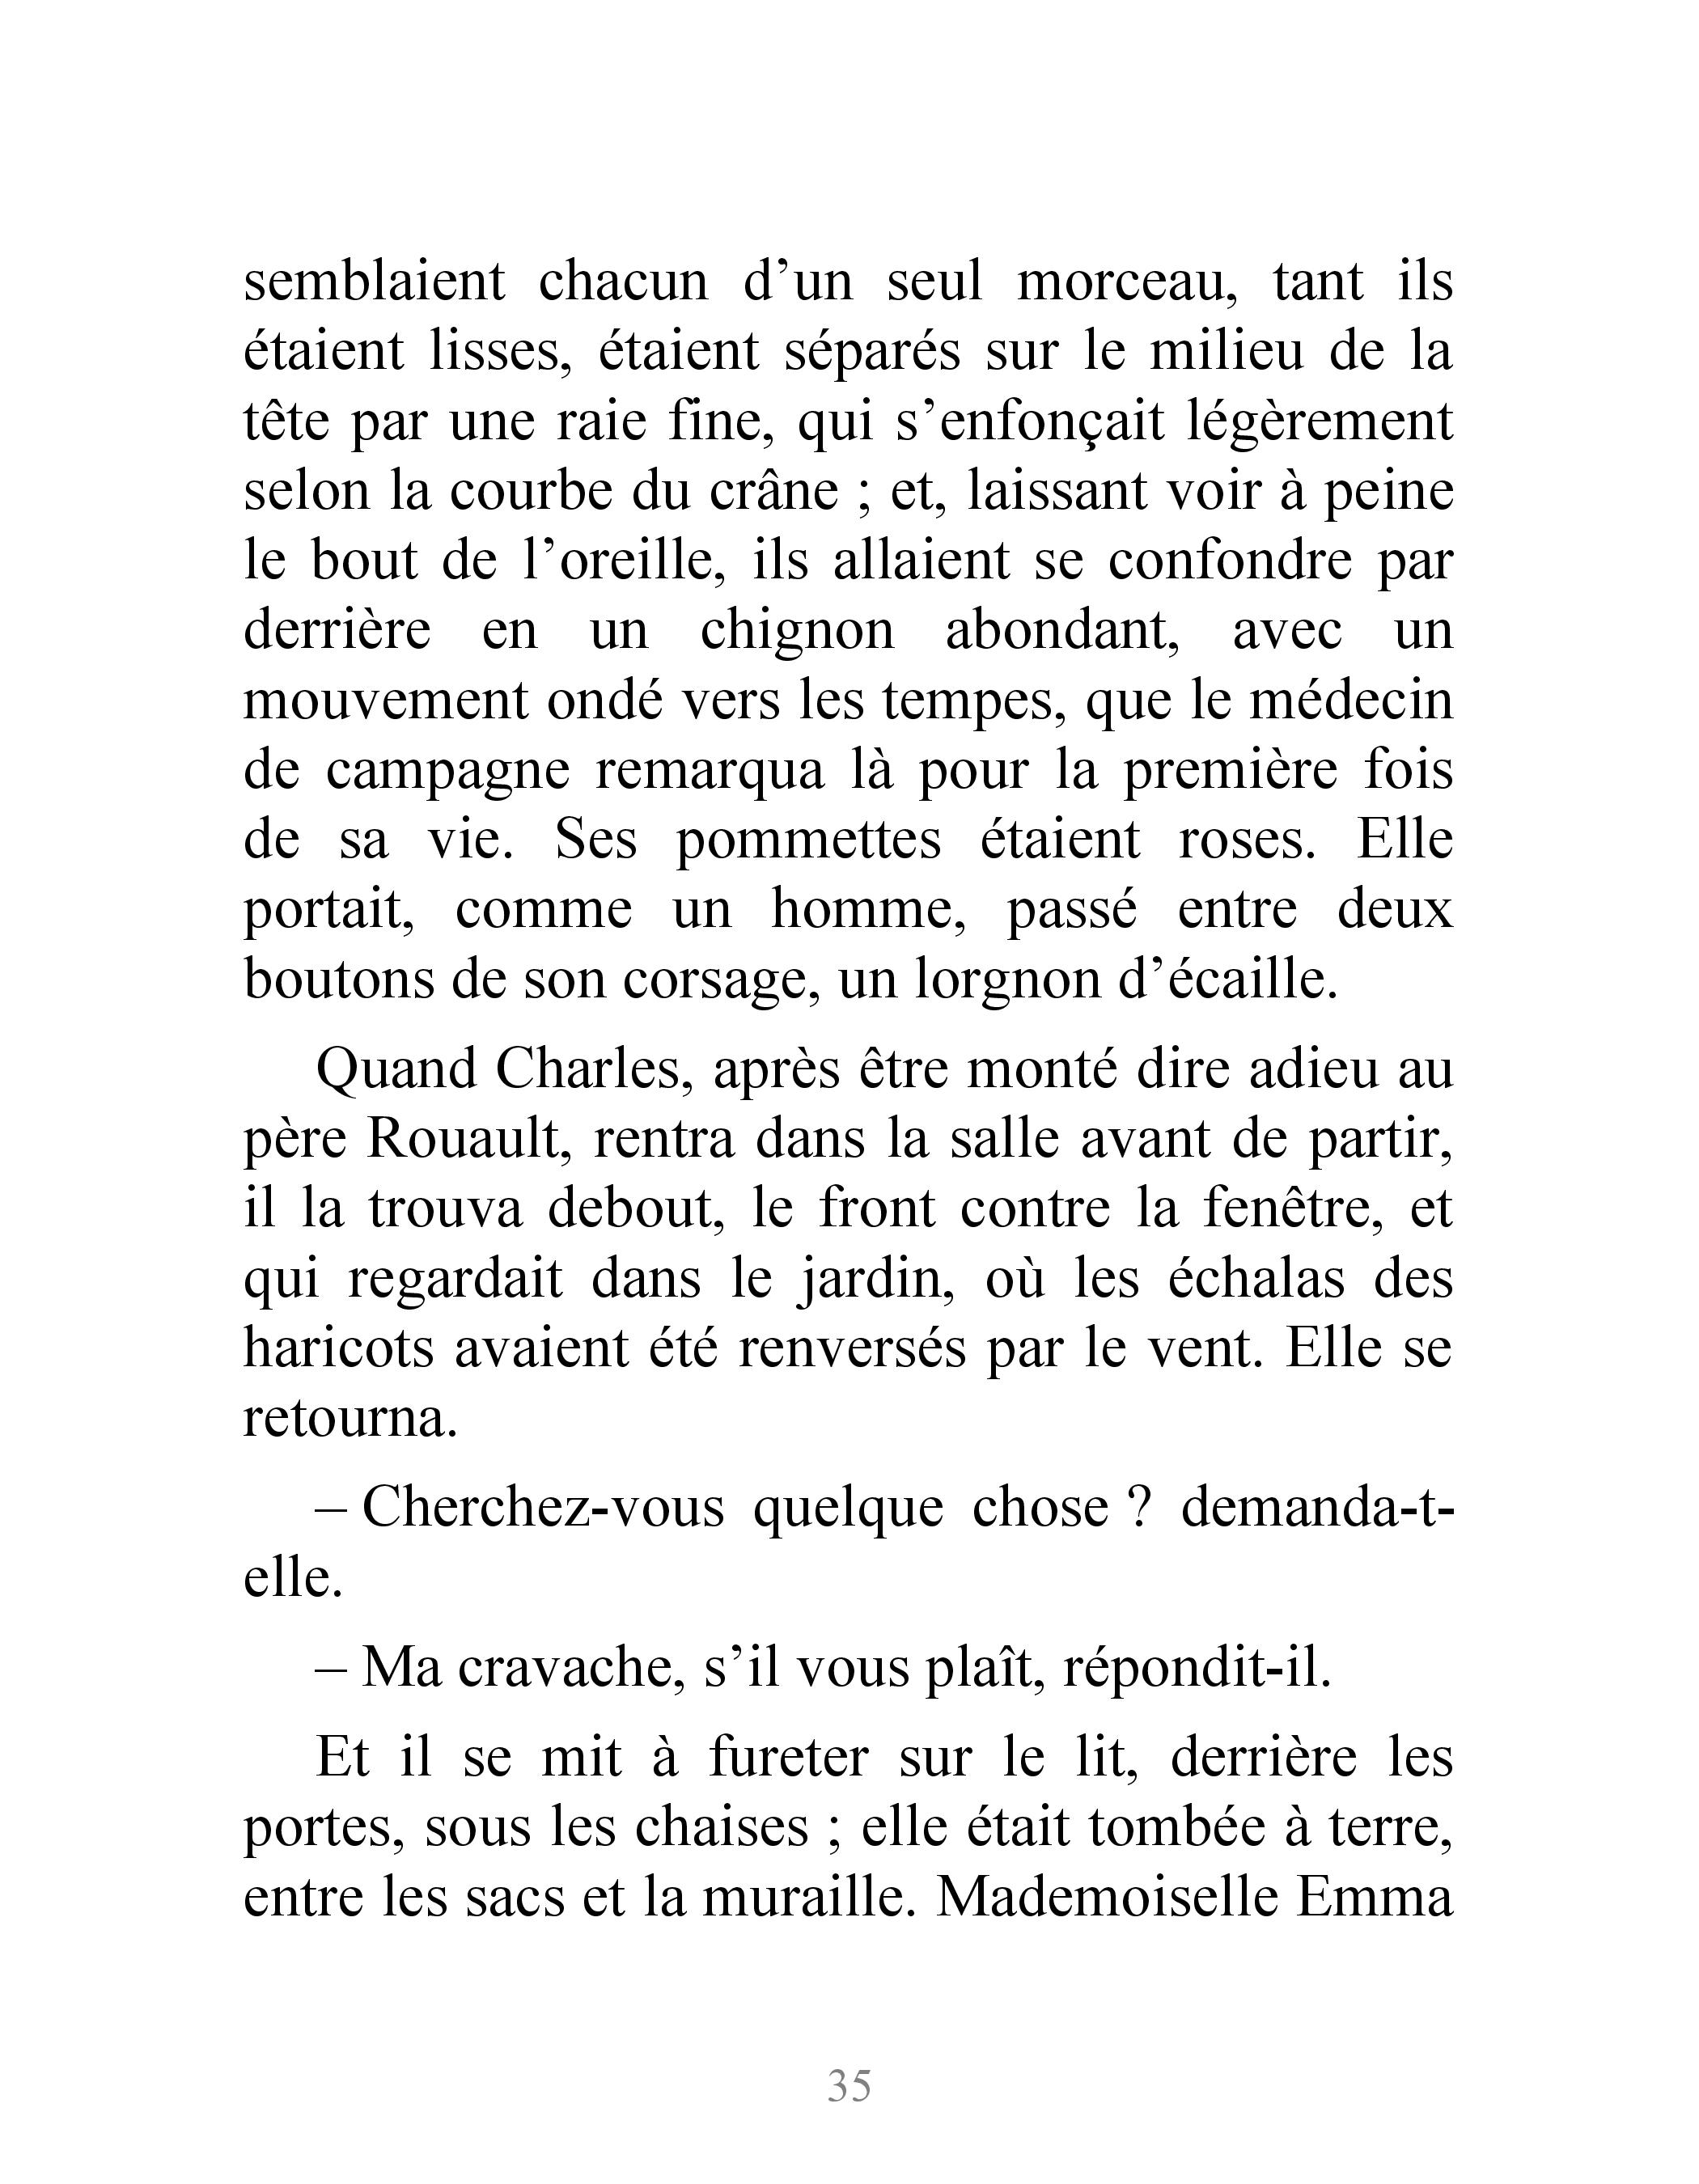 semblaient chacun d’un seul morceau, tant ils
étaient lisses, étaient séparés sur le milieu de la
tête par une raie fine, qui s’enfonçait légèrement
selon la courbe du crâne ; et, laissant voir à peine
le bout de l’oreille, ils allaient se confondre par
derrière en un chignon abondant, avec un
mouvement ondé vers les tempes, que le médecin
de campagne remarqua là pour la première fois
de sa vie. Ses pommettes étaient roses. Elle
portait, comme un homme, passé entre deux
boutons de son corsage, un lorgnon d’écaille.
Quand Charles, après être monté dire adieu au
père Rouault, rentra dans la salle avant de partir,
il la trouva debout, le front contre la fenêtre, et
qui regardait dans le jardin, où les échalas des
haricots avaient été renversés par le vent. Elle se
retourna.
– Cherchez-vous quelque chose ? demanda-t-
elle.
– Ma cravache, s’il vous plaît, répondit-il.
Et il se mit à fureter sur le lit, derrière les
portes, sous les chaises ; elle était tombée à terre,
entre les sacs et la muraille. Mademoiselle Emma
35